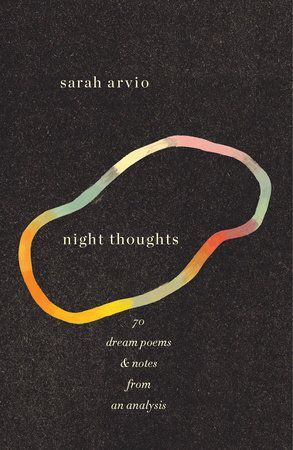 sarah arvio
night thoughts
70
dream poems
& notes
from
an analysis